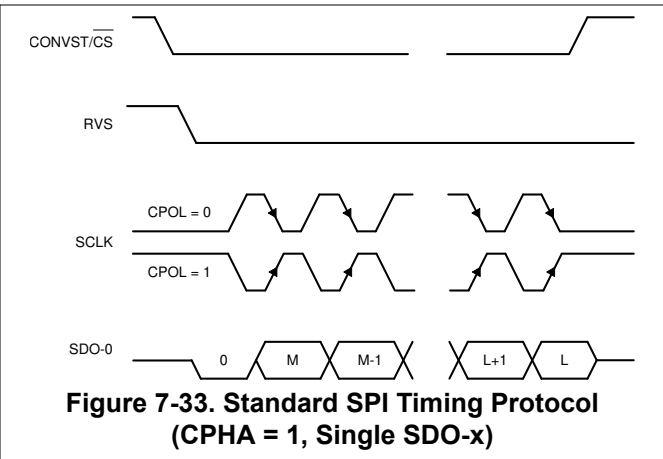 CONVST/CS
RVS
CPOL = 0
SCLK
CPOL = 1
SDO-0 0 M M-1 L+1 L
Figure 7-33. Standard SPI Timing Protocol
(CPHA = 1, Single SDO-x)